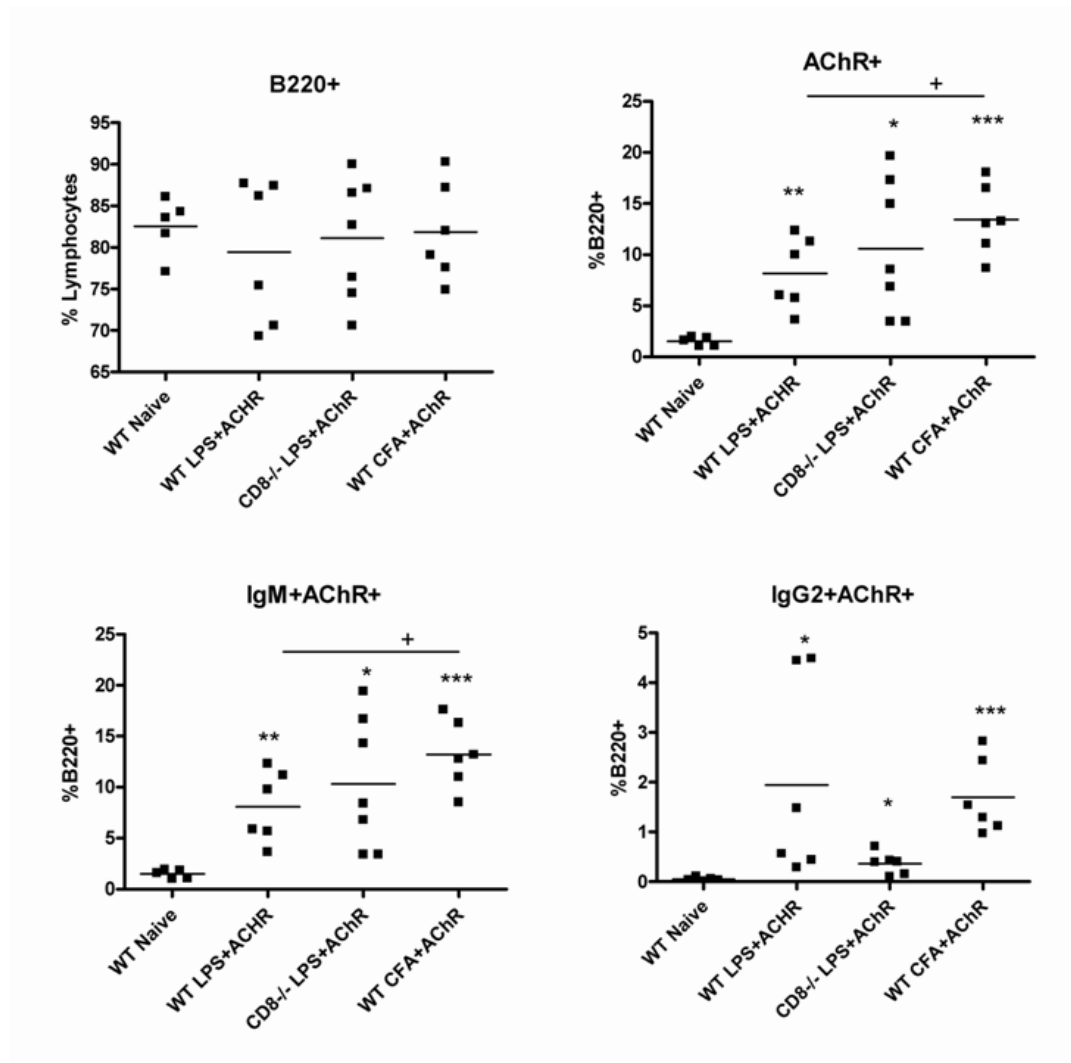 B220+
% Lymphocytes
95
90
85
80
75
70
65
WT Naive
WT LPS+ACHR
CD8-/- LPS+AChR
WT CFA+AChR
AChR+
+
%B220+
25
20
15
10
5
0
**
*
***
WT Naive
WT LPS+ACHR
CD8-/- LPS+AChR
WT CFA+AChR
IgM+AChR+
+
%B220+
25
20
15
10
5
0
**
*
***
WT Naive
WT LPS+ACHR
CD8-/- LPS+AChR
WT CFA+AChR
IgG2+AChR+
%B220+
5
4
3
2
1
0
*
*
***
WT Naive
WT LPS+ACHR
CD8-/- LPS+AChR
WT CFA+AChR